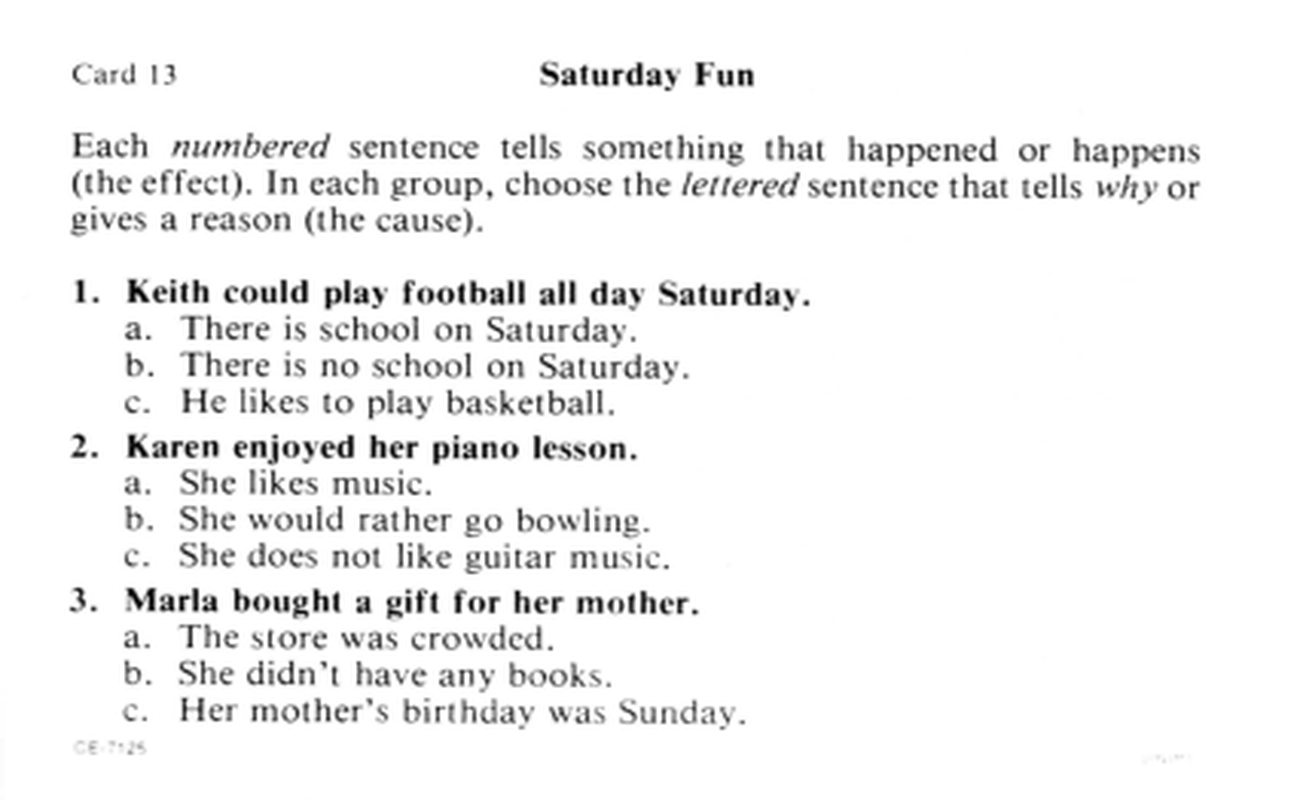 Card 13
Saturday Fun
Each numbered sentence tells something that happened or happens
(the effect). In each group, choose the lettered sentence that tells why or
gives a reason (the cause).
1. Keith could play football all day Saturday.
a. There is school on Saturday.
b. There is no school on Saturday.
c. He likes to play basketball.
2. Karen enjoyed her piano lesson.
a. She likes music.
b. She would rather go bowling.
c. She does not like guitar music.
3. Marla bought a gift for her mother.
a. The store was crowded.
b. She didn't have any books.
c. Her mother's birthday was Sunday.
CE-7125